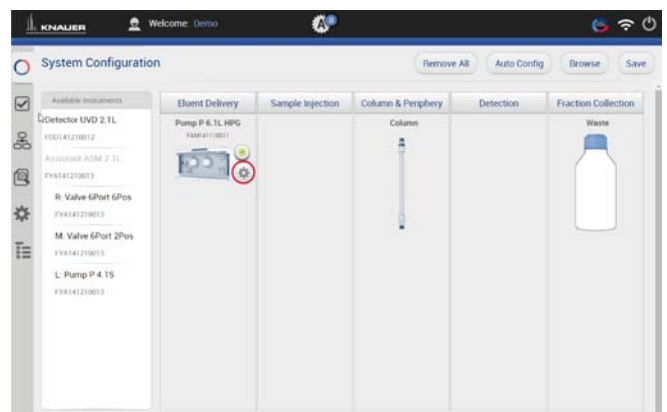 KNAUER
Welcome: Demo
System Configuration
Remove All
Auto Config
Browse
Save
Available Instruments
Detector UVD 2.1L
Assistant ASM 2.1L
FYA141210013
R: Valve 6Port 6Pos
FYA141210013
M: Valve 6Port 2Pos
FYA141210013
L: Pump P 4.1S
FYA141210013
Eluent Delivery
Sample Injection
Column & Periphery
Detection
Fraction Collection
Pump P 6.1L HPG
Column
Waste